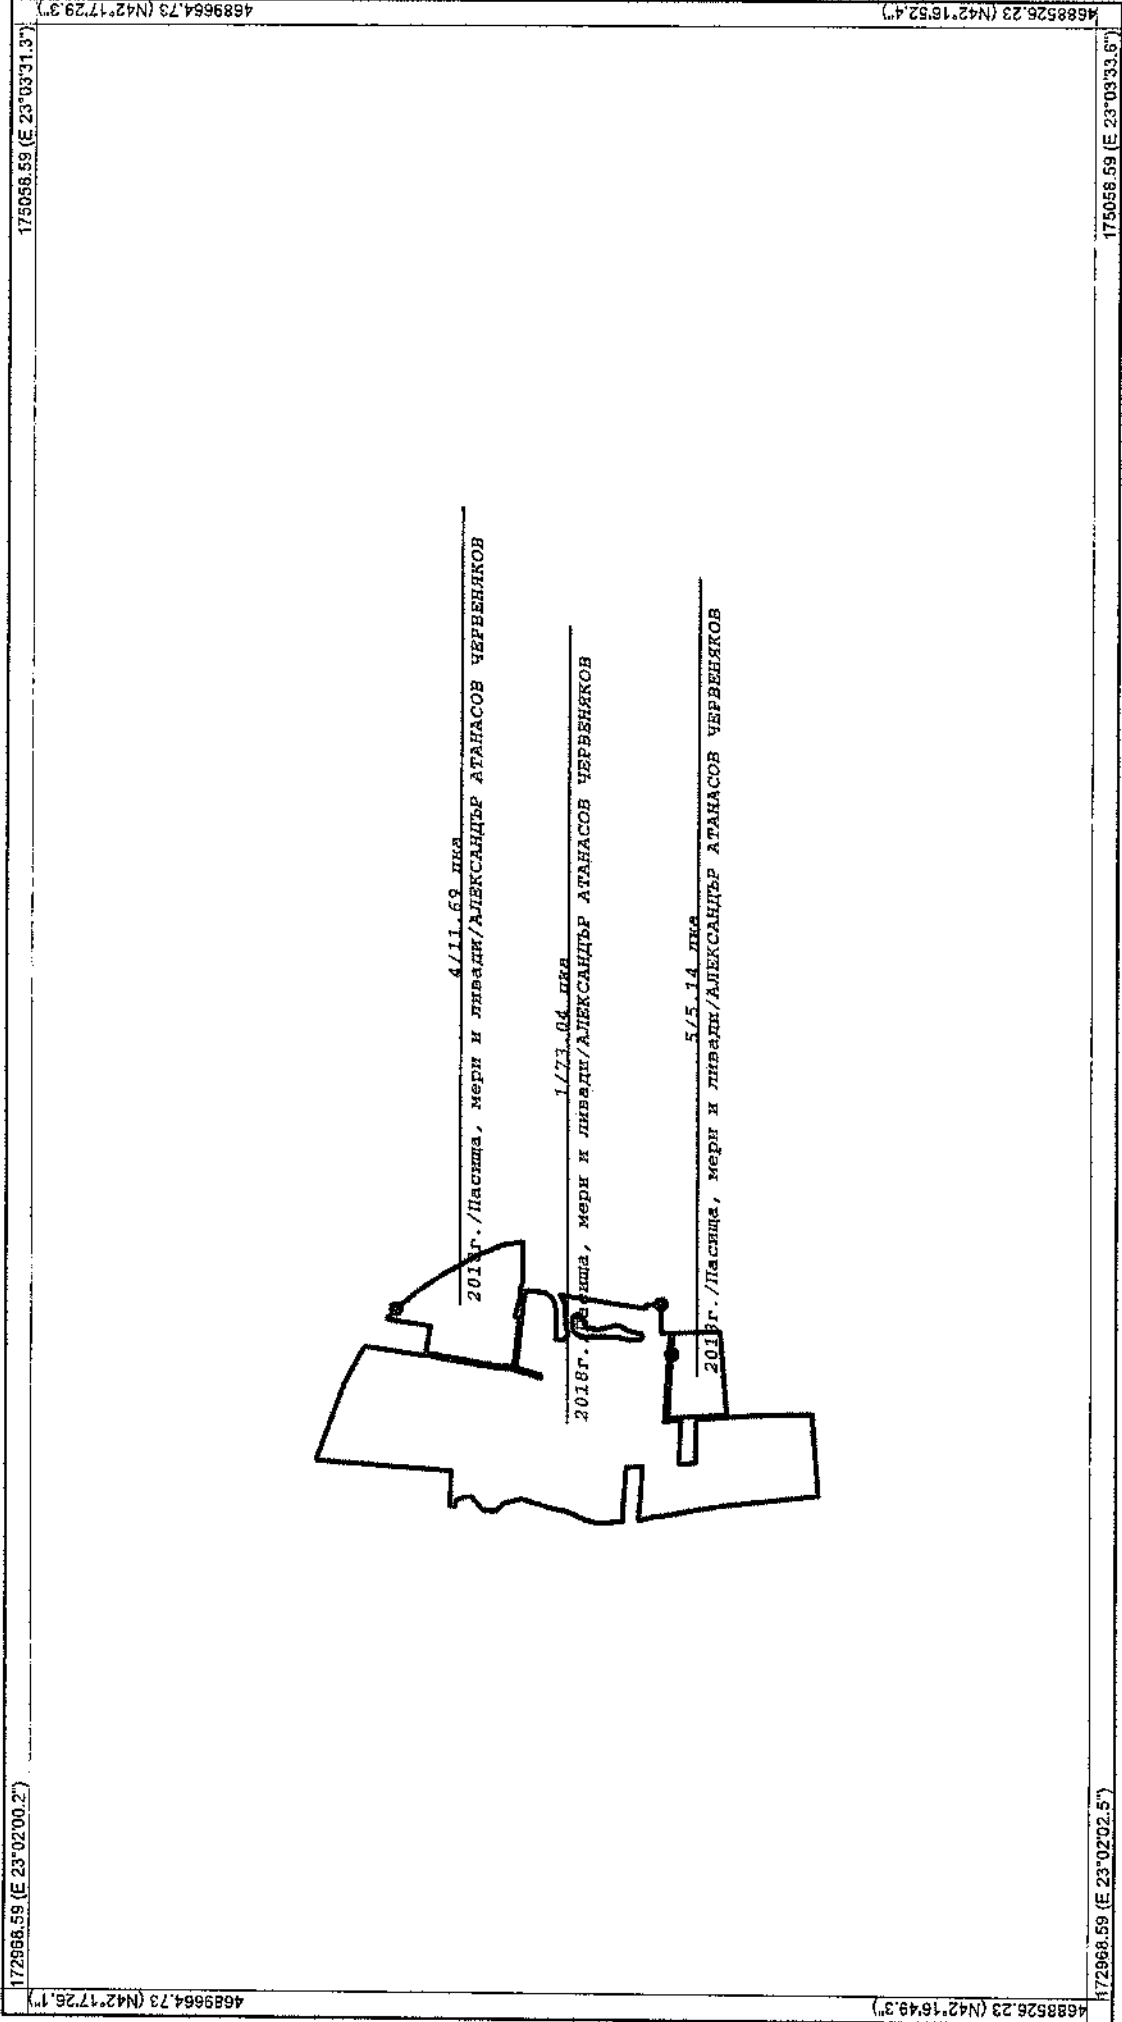 172968.59 (E 23°02'00.2")
175058.59 (E 23°03'31.3")
4689664.73 (N42°17'26.1")
4689664.73 (N42°17'29.3")
4/11.69 дка
2018г./Пасища, мери и ливади/АЛЕКСАНДЪР АТАНАСОВ ЧЕРВЕНЯКОВ
1/73.04 дка
2018г./Пасища, мери и ливади/АЛЕКСАНДЪР АТАНАСОВ ЧЕРВЕНЯКОВ
5/5.14 дка
2018г./Пасища, мери и ливади/АЛЕКСАНДЪР АТАНАСОВ ЧЕРВЕНЯКОВ
4688526.23 (N42°16'49.3")
4688526.23 (N42°16'52.4")
172968.59 (E 23°02'02.5")
175058.59 (E 23°03'33.6")